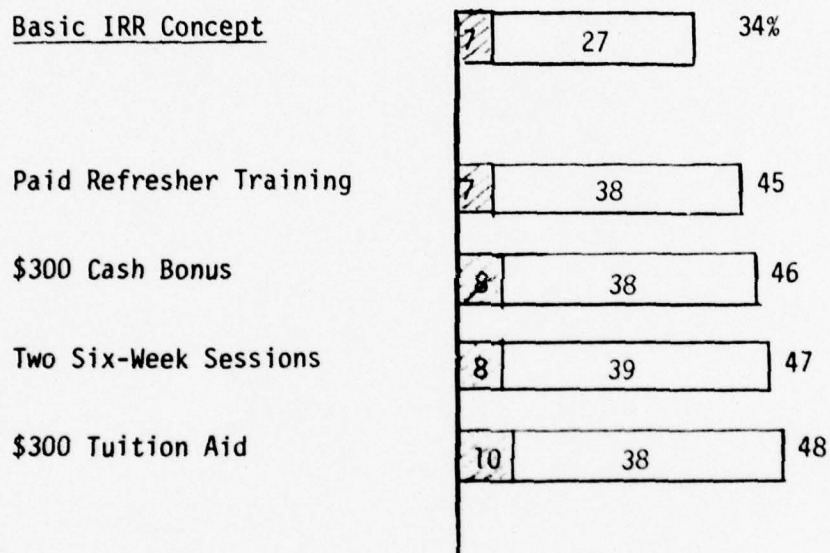 Basic IRR Concept 7 27 34%
Paid Refresher Training 7 38 45
$300 Cash Bonus 8 38 46
Two Six-Week Sessions 8 39 47
$300 Tuition Aid 10 38 48